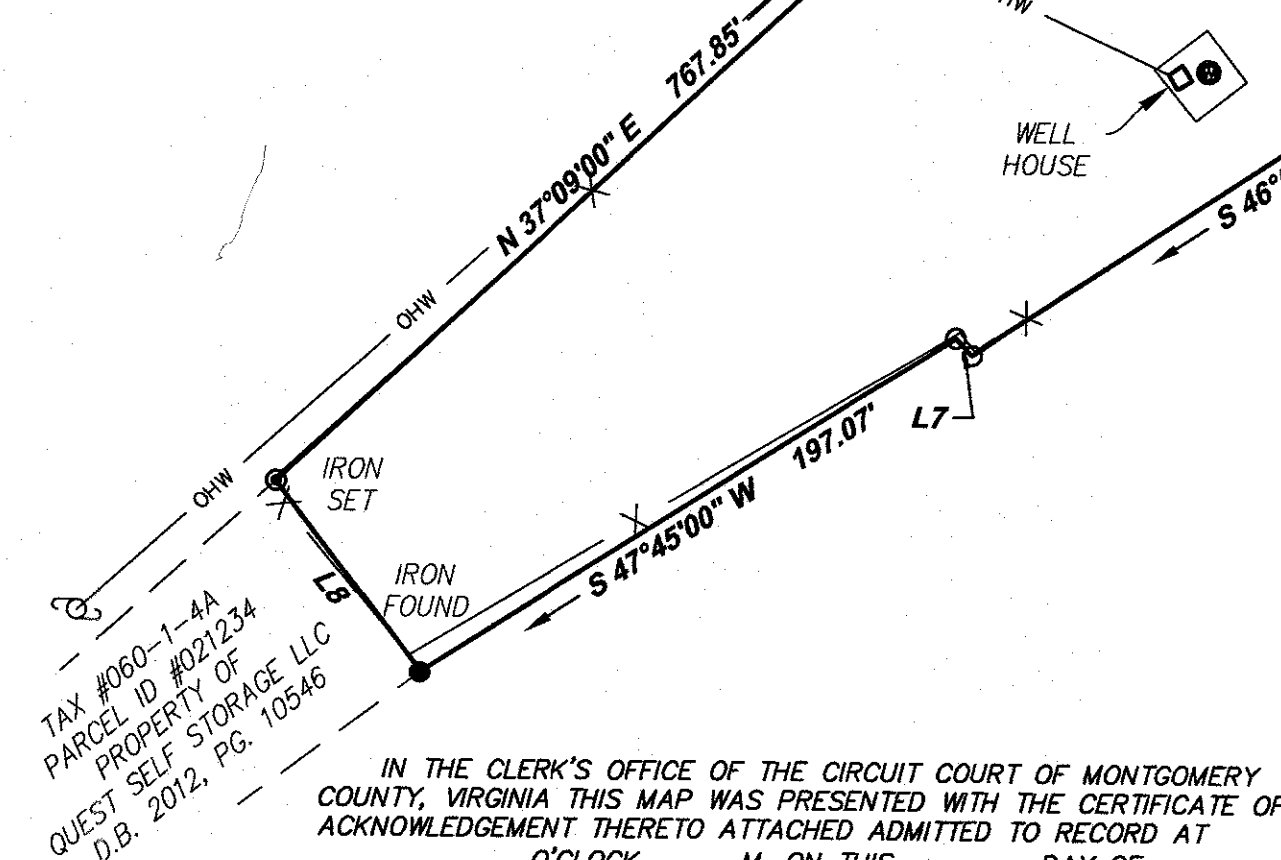 HW
767.85'
N 37°09'00" E
WELL
HOUSE
S 46°
OHW
L7
197.07'
IRON
SET
OHW
S 47°45'00" W
L8
IRON
FOUND
TAX #060-1-4A
PARCEL ID #021234
PROPERTY OF
QUEST SELF STORAGE LLC
D.B. 2012, PG. 10546
IN THE CLERK'S OFFICE OF THE CIRCUIT COURT OF MONTGOMERY
COUNTY, VIRGINIA THIS MAP WAS PRESENTED WITH THE CERTIFICATE OF
ACKNOWLEDGEMENT THERETO ATTACHED ADMITTED TO RECORD AT
O'CLOCK M. ON THIS DAY OF